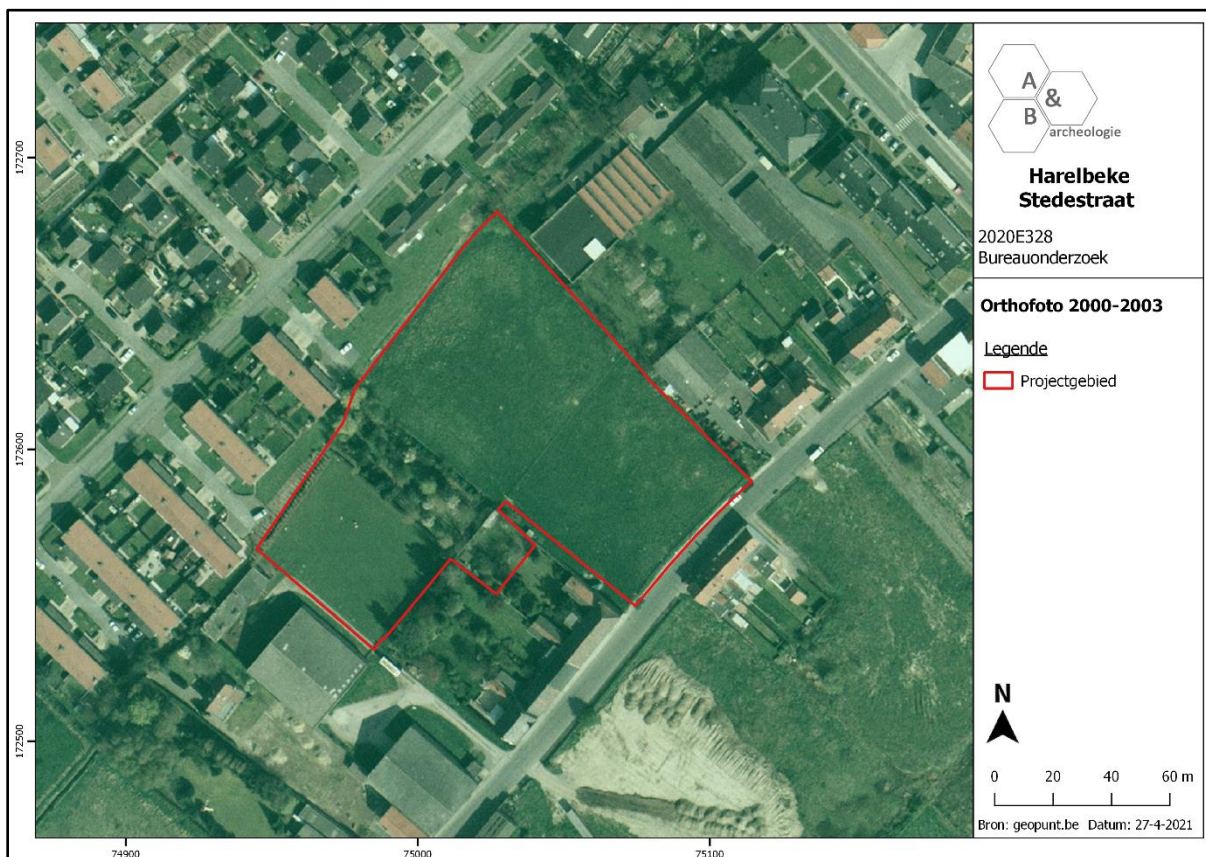 A
&
B
archeologie
Harelbeke
Stedestraat
2020E328
Bureauonderzoek
Orthofoto 2000-2003
Legende
Projectgebied
N
0 20 40 60 m
Bron: geopunt.be Datum: 27-4-2021
172700
172600
172500
74900 75000 75100